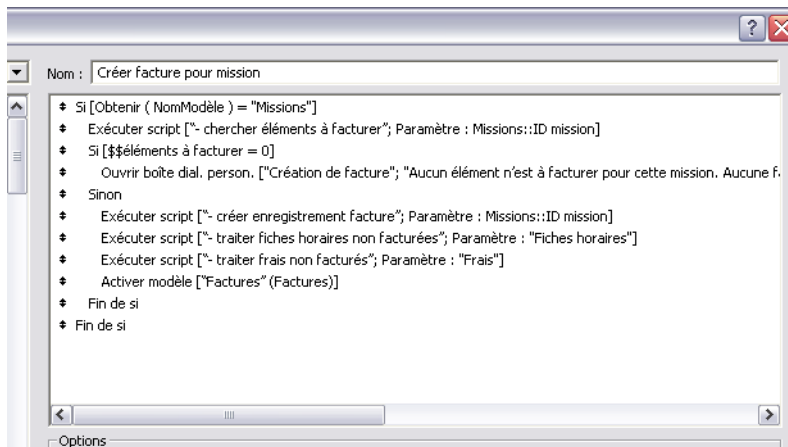 Nom : Créer facture pour mission
Si [Obtenir ( NomModèle ) = "Missions"]
Exécuter script ["- chercher éléments à facturer"; Paramètre : Missions::ID mission]
Si [$$éléments à facturer = 0]
Ouvrir boîte dial. person. ["Création de facture"; "Aucun élément n'est à facturer pour cette mission. Aucune f
Sinon
Exécuter script ["- créer enregistrement facture"; Paramètre : Missions::ID mission]
Exécuter script ["- traiter fiches horaires non facturées"; Paramètre : "Fiches horaires"]
Exécuter script ["- traiter frais non facturés"; Paramètre : "Frais"]
Activer modèle ["Factures" (Factures)]
Fin de si
Fin de si
Options